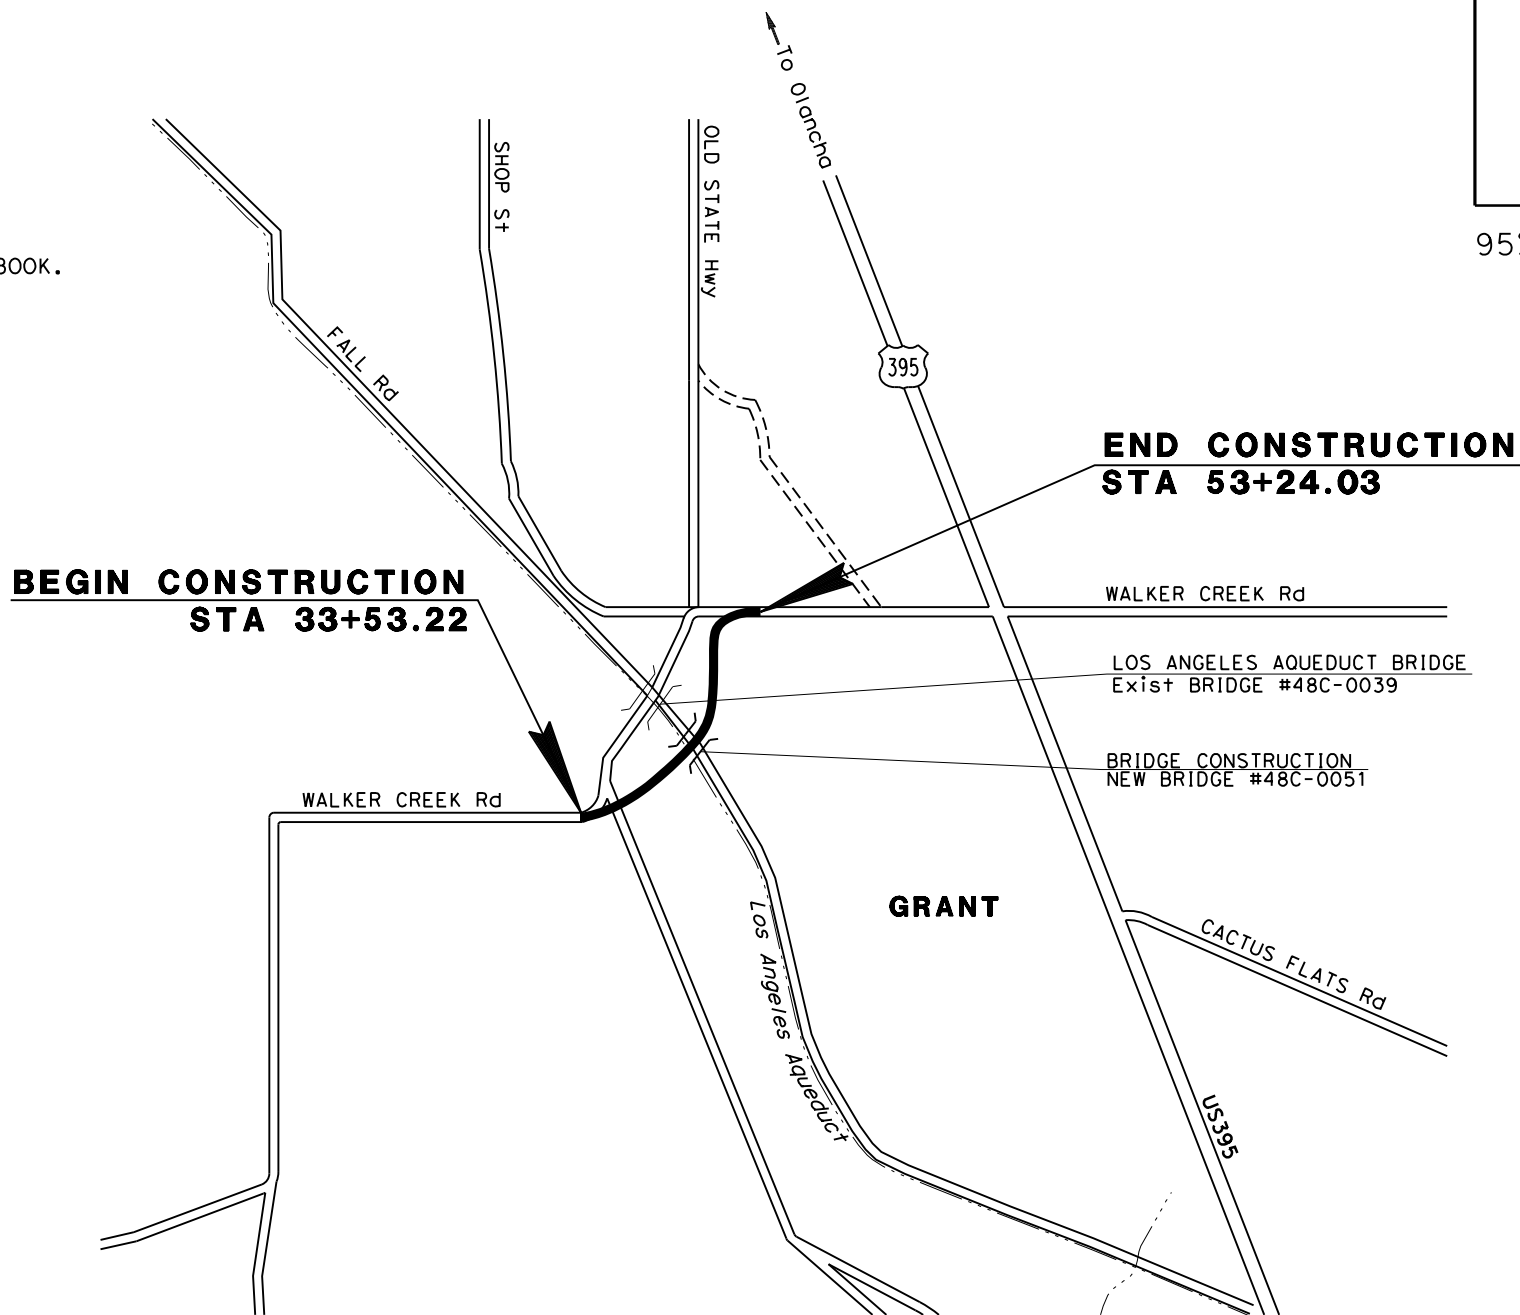 To Olancha
SHOP St
OLD STATE Hwy
BOOK.
95%
FALL Rd
395
END CONSTRUCTION
STA 53+24.03
BEGIN CONSTRUCTION
STA 33+53.22
WALKER CREEK Rd
LOS ANGELES AQUEDUCT BRIDGE
Exist BRIDGE #48C-0039
BRIDGE CONSTRUCTION
NEW BRIDGE #48C-0051
WALKER CREEK Rd
GRANT
Los Angeles Aqueduct
CACTUS FLATS Rd
US395